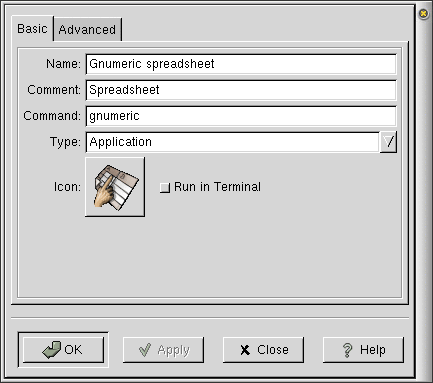 Basic Advanced
Name: Gnumeric spreadsheet
Comment: Spreadsheet
Command: gnumeric
Type: Application
Icon: Run in Terminal
OK Apply Close Help